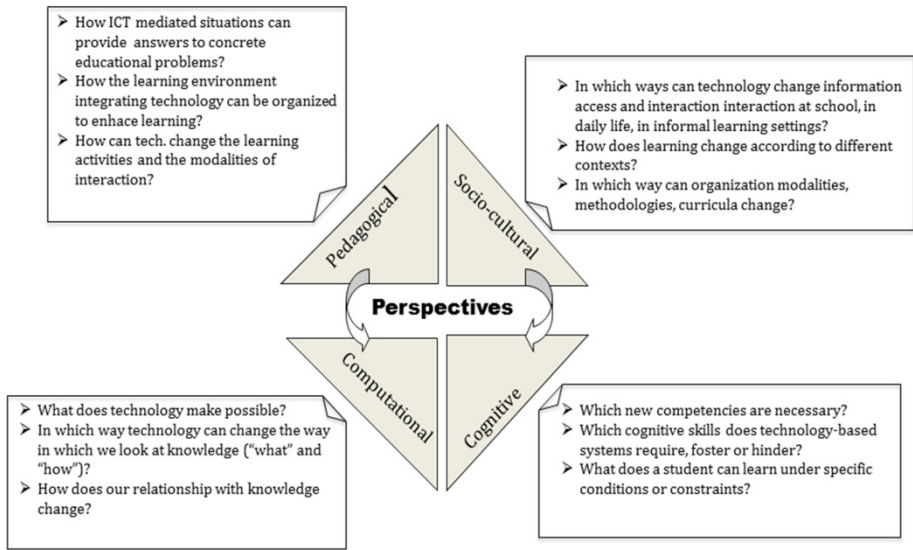 ➤ How ICT mediated situations can
provide answers to concrete
educational problems?
➤ How the learning environment
integrating technology can be organized
to enhace learning?
➤ How can tech. change the learning
activities and the modalities of
interaction?
➤ In which ways can technology change information
access and interaction interaction at school, in
daily life, in informal learning settings?
➤ How does learning change according to different
contexts?
➤ In which way can organization modalities,
methodologies, curricula change?
Pedagogical
Socio-cultural
Perspectives
Computational
Cognitive
➤ What does technology make possible?
➤ In which way technology can change the way
in which we look at knowledge (“what” and
“how”)?
➤ How does our relationship with knowledge
change?
➤ Which new competencies are necessary?
➤ Which cognitive skills does technology-based
systems require, foster or hinder?
➤ What does a student can learn under specific
conditions or constraints?